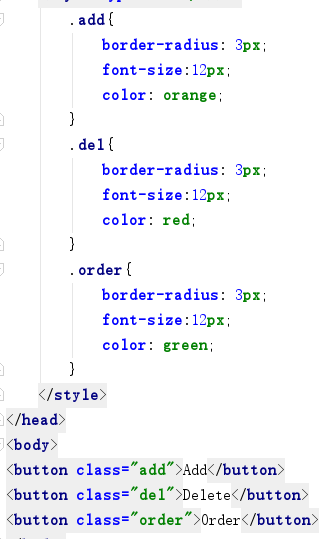 .add{
border-radius: 3px;
font-size:12px;
color: orange;
}
.del{
border-radius: 3px;
font-size:12px;
color: red;
}
.order{
border-radius: 3px;
font-size:12px;
color: green;
}
</style>
</head>
<body>
<button class="add">Add</button>
<button class="del">Delete</button>
<button class="order">Order</button>